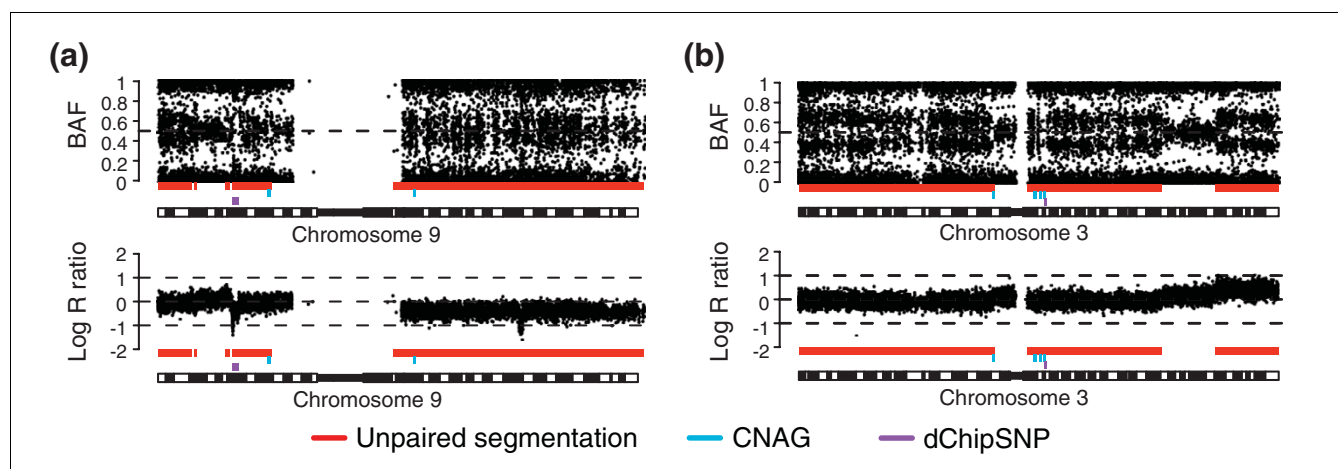 (a)
BAF
1
0.8
0.6
0.4
0.2
0
Chromosome 9
Log R ratio
2
1
0
-1
-2
Chromosome 9
(b)
BAF
1
0.8
0.6
0.4
0.2
0
Chromosome 3
Log R ratio
2
1
0
-1
-2
Chromosome 3
Unpaired segmentation CNAG dChipSNP